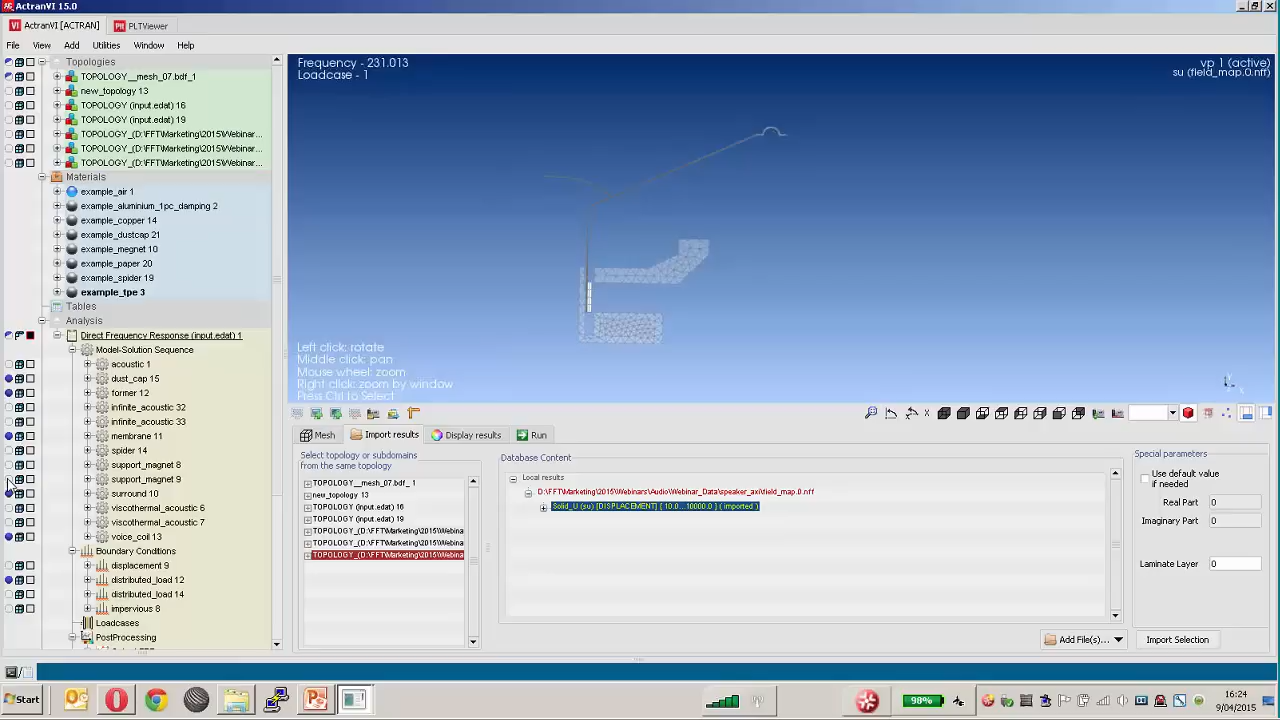 ActranVI 15.0
ActranVI [ACTRAN]
PLTViewer
File View Add Utilities Window Help
Topologies
TOPOLOGY__mesh_07.bdf_1
new_topology 13
TOPOLOGY (input.edat) 16
TOPOLOGY (input.edat) 19
TOPOLOGY_(D:\FFT\Marketing\2015\Webinar...
TOPOLOGY_(D:\FFT\Marketing\2015\Webinar...
TOPOLOGY_(D:\FFT\Marketing\2015\Webinar...
Materials
example_air 1
example_aluminium_1pc_damping 2
example_copper 14
example_dustcap 21
example_megnet 10
example_paper 20
example_spider 19
example_tpe 3
Tables
Analysis
Direct Frequency Response (input.edat) 1
Model-Solution Sequence
acoustic 1
dust_cap 15
former 12
infinite_acoustic 32
infinite_acoustic 33
membrane 11
spider 14
support_magnet 8
support_magnet 9
surround 10
viscothermal_acoustic 6
viscothermal_acoustic 7
voice_coil 13
Boundary Conditions
displacement 9
distributed_load 12
distributed_load 14
impervious 8
Loadcases
PostProcessing
Frequency - 231.013
Loadcase - 1
vp 1 (active)
su (field_map.0.nff)
Left click: rotate
Middle click: pan
Mouse wheel: zoom
Right click: zoom by window
Press Ctrl to Select
Mesh
Import results
Display results
Run
Select topology or subdomains
from the same topology
TOPOLOGY__mesh_07.bdf_ 1
new_topology 13
TOPOLOGY (input.edat) 16
TOPOLOGY (input.edat) 19
TOPOLOGY_(D:\FFT\Marketing\2015\Webina
TOPOLOGY_(D:\FFT\Marketing\2015\Webina
TOPOLOGY_(D:\FFT\Marketing\2015\Webina
Database Content
Local results
D:\FFT\Marketing\2015\Webinars\Audio\Webinar_Data\speaker_axi\field_map.0.nff
Solid_U (su) [DISPLACEMENT] { 10.0...10000.0 } ( imported )
Add File(s)...
Import Selection
Special parameters
Use default value
if needed
Real Part 0
Imaginary Part 0
Laminate Layer 0
Start
98%
16:24
9/04/2015